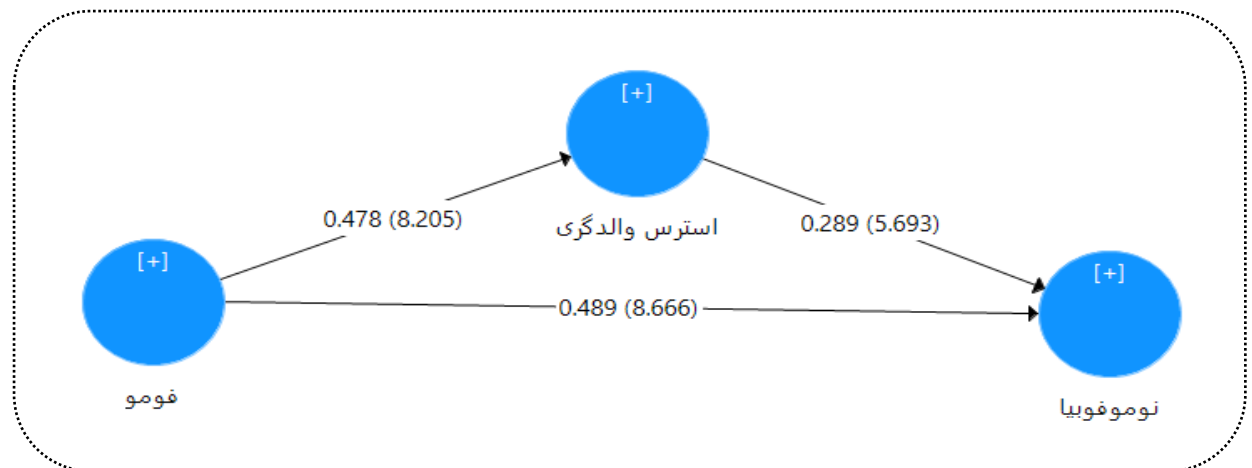 [+]
استرس والدگری
0.478 (8.205)
0.289 (5.693)
[+]
[+]
0.489 (8.666)
فومو
نوموفوبیا